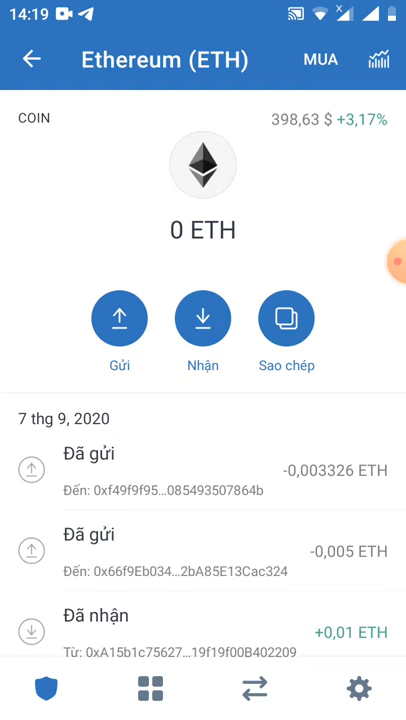 14:19
Ethereum (ETH)
MUA
COIN
398,63 $ +3,17%
0 ETH
Gửi
Nhận
Sao chép
7 thg 9, 2020
Đã gửi
-0,003326 ETH
Đến: 0xf49f9f95...085493507864b
Đã gửi
-0,005 ETH
Đến: 0x66f9Eb034...2bA85E13Cac324
Đã nhận
+0,01 ETH
Từ: 0xA15b1c75627...19f19f00B402209